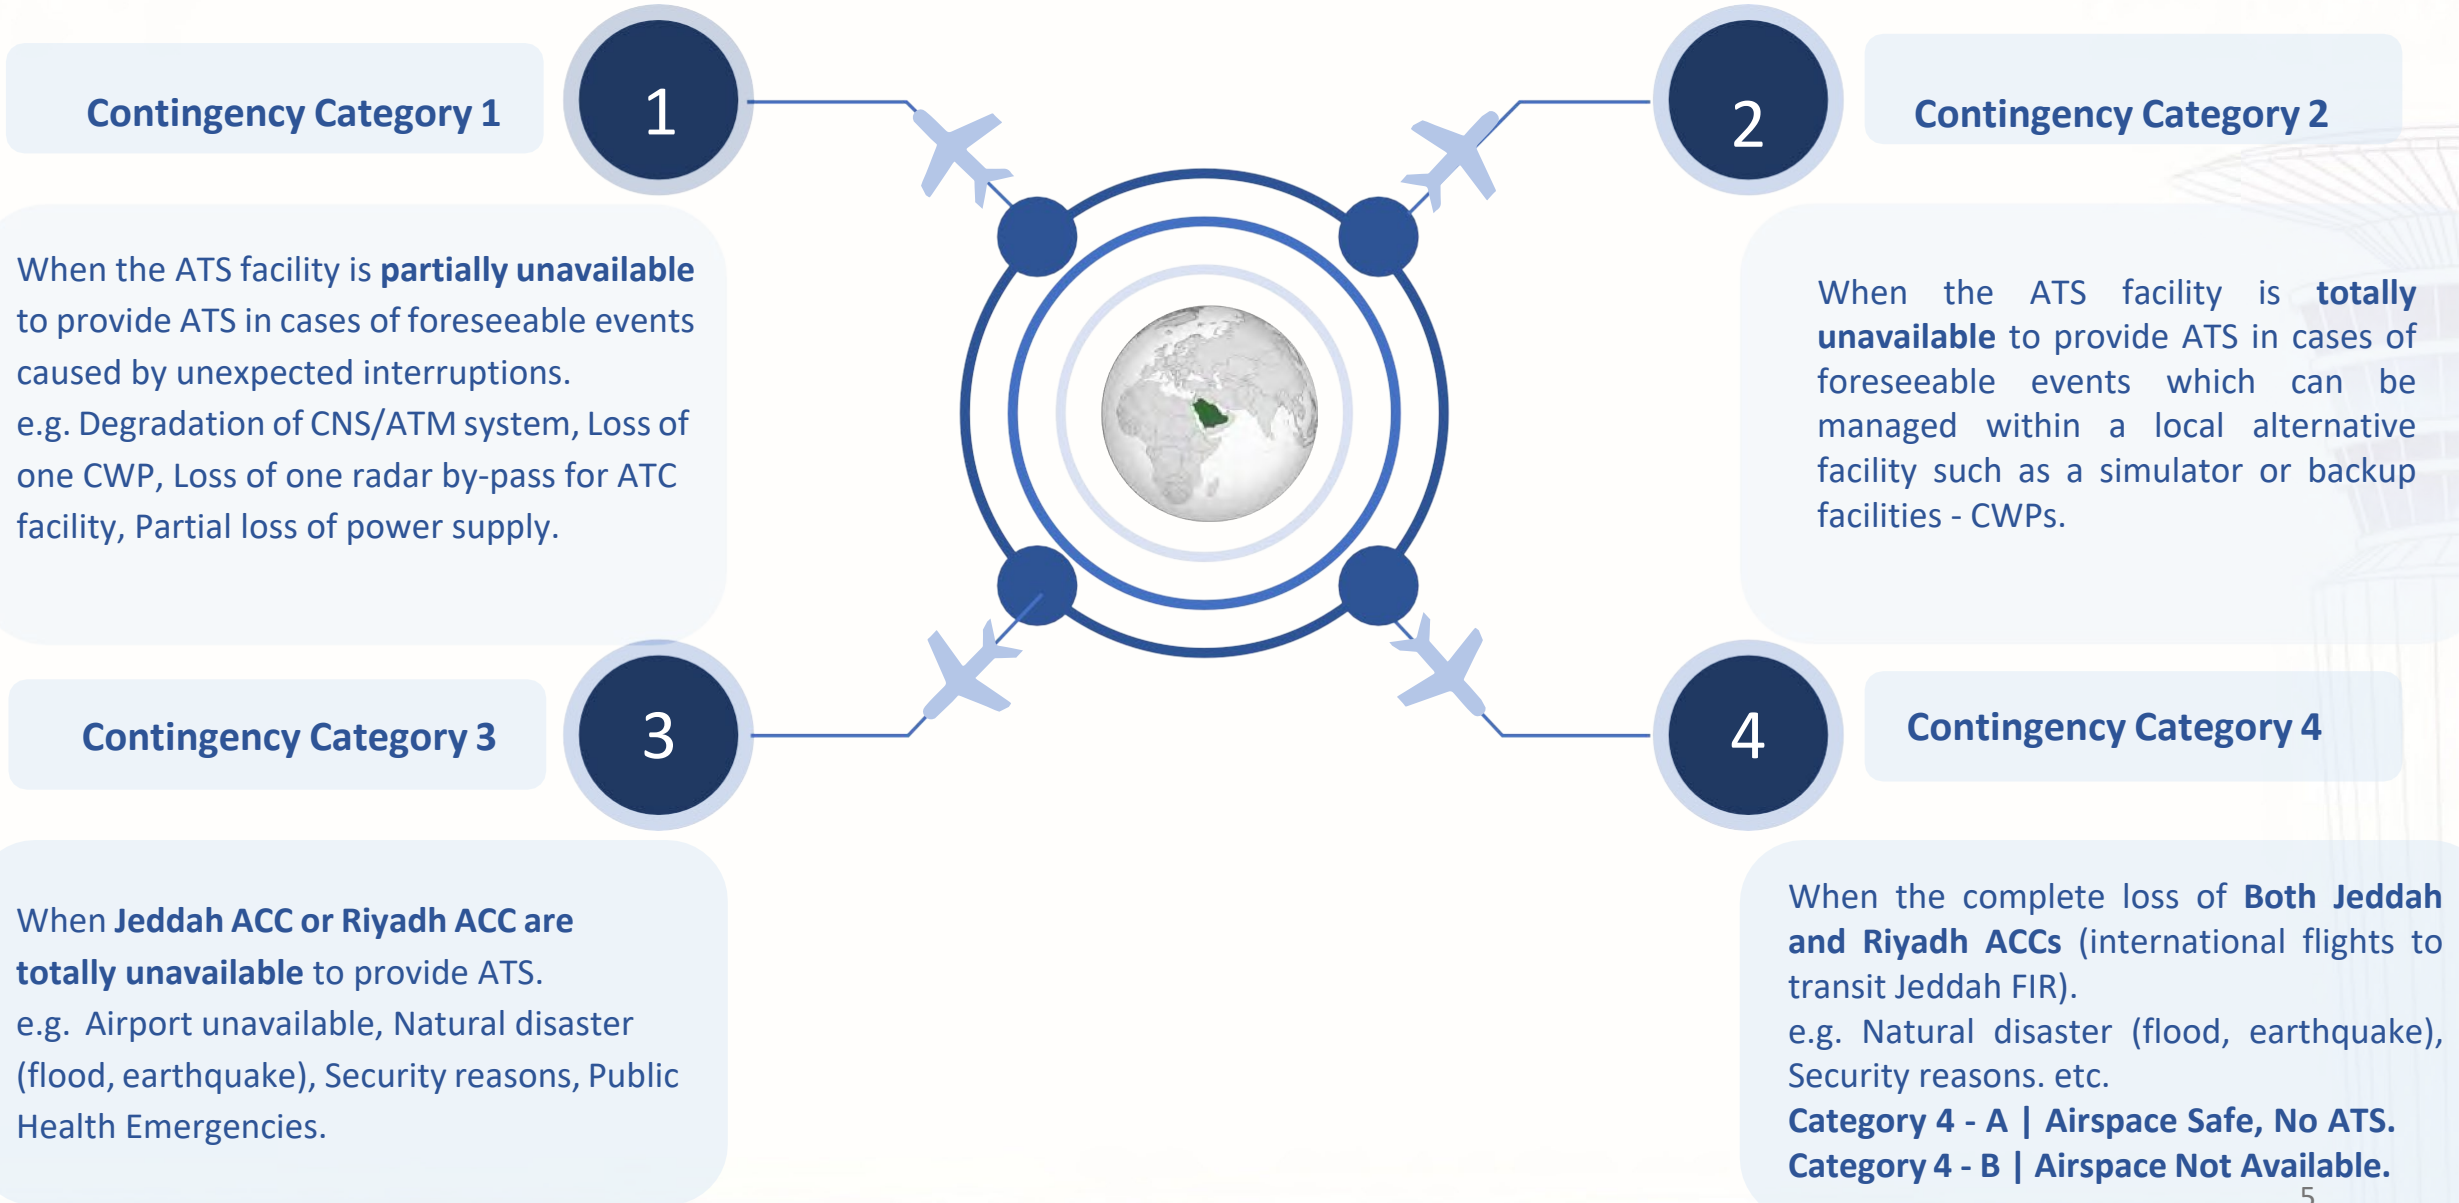 Contingency Category 1
1
When the ATS facility is partially unavailable
to provide ATS in cases of foreseeable events
caused by unexpected interruptions.
e.g. Degradation of CNS/ATM system, Loss of
one CWP, Loss of one radar by-pass for ATC
facility, Partial loss of power supply.
2
Contingency Category 2
When the ATS facility is totally
unavailable to provide ATS in cases of
foreseeable events which can be
managed within a local alternative
facility such as a simulator or backup
facilities - CWPs.
Contingency Category 3
3
When Jeddah ACC or Riyadh ACC are
totally unavailable to provide ATS.
e.g. Airport unavailable, Natural disaster
(flood, earthquake), Security reasons, Public
Health Emergencies.
4
Contingency Category 4
When the complete loss of Both Jeddah
and Riyadh ACCs (international flights to
transit Jeddah FIR).
e.g. Natural disaster (flood, earthquake),
Security reasons. etc.
Category 4 - A | Airspace Safe, No ATS.
Category 4 - B | Airspace Not Available.
5